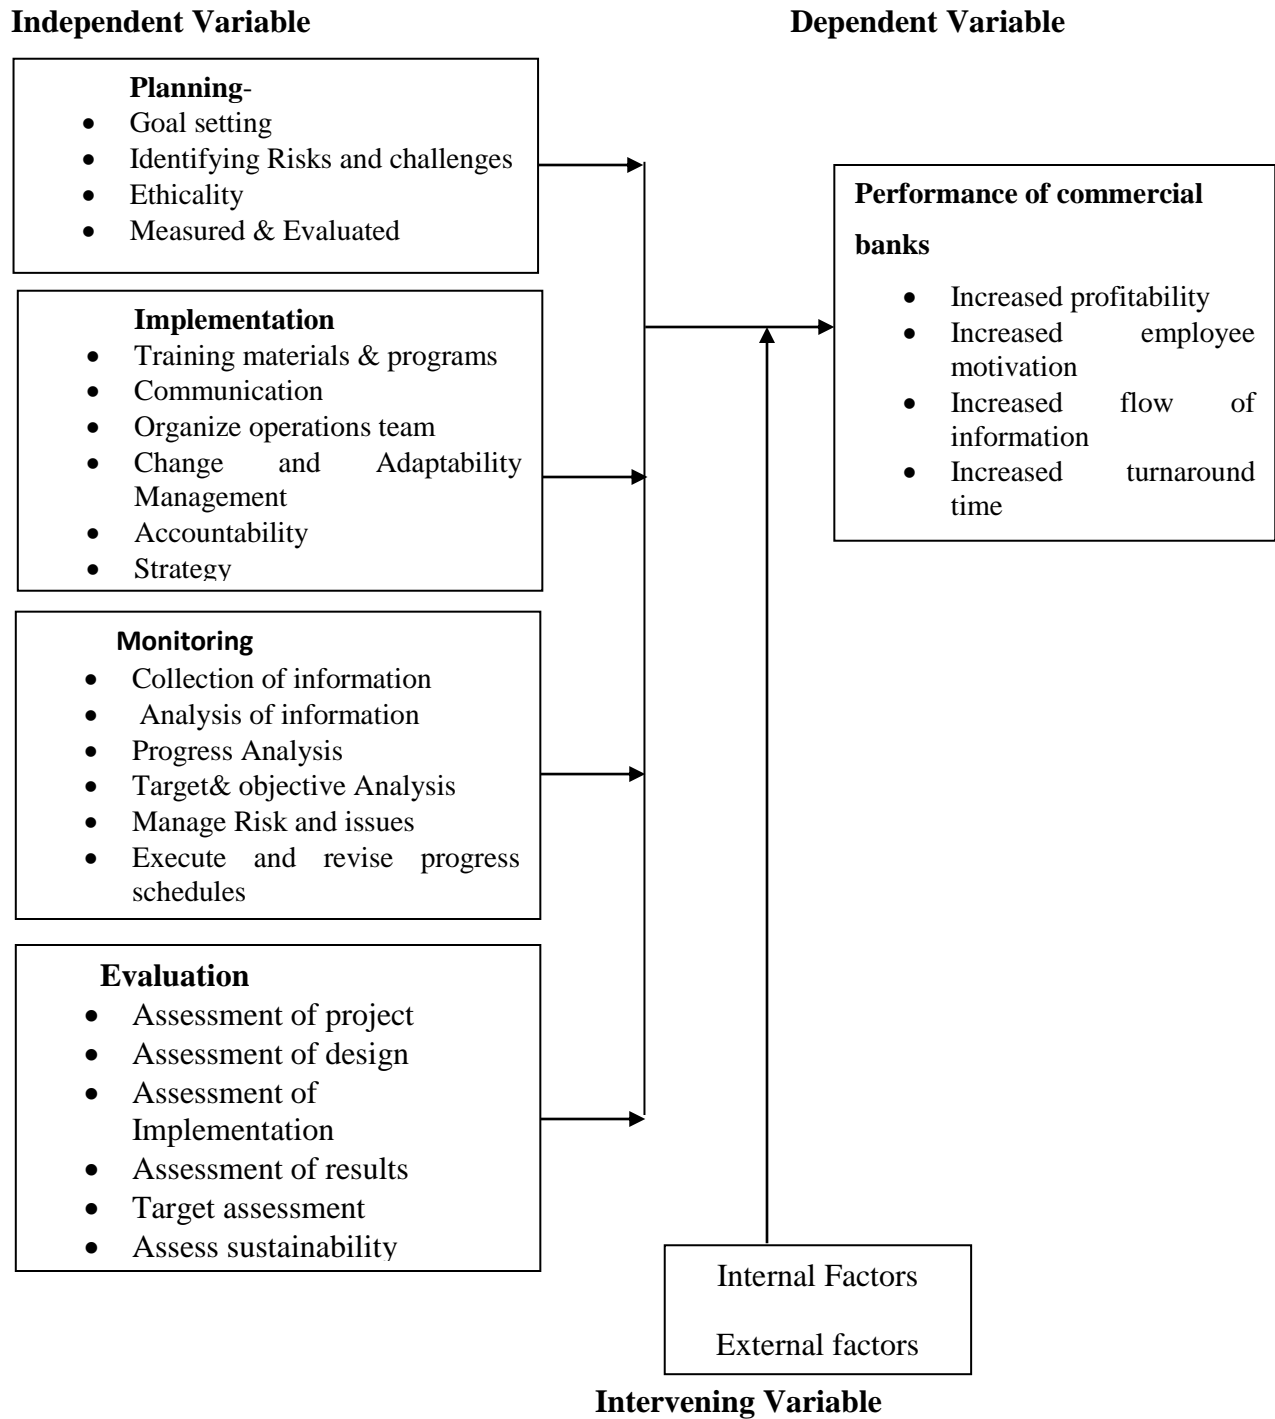 Independent Variable
Dependent Variable
Planning-
• Goal setting
• Identifying Risks and challenges
• Ethicality
• Measured & Evaluated
Implementation
• Training materials & programs
• Communication
• Organize operations team
• Change and Adaptability
Management
• Accountability
• Strategy
Monitoring
• Collection of information
• Analysis of information
• Progress Analysis
• Target& objective Analysis
• Manage Risk and issues
• Execute and revise progress
schedules
Evaluation
• Assessment of project
• Assessment of design
• Assessment of
Implementation
• Assessment of results
• Target assessment
• Assess sustainability
Performance of commercial
banks
• Increased profitability
• Increased employee
motivation
• Increased flow of
information
• Increased turnaround
time
Internal Factors
External factors
Intervening Variable